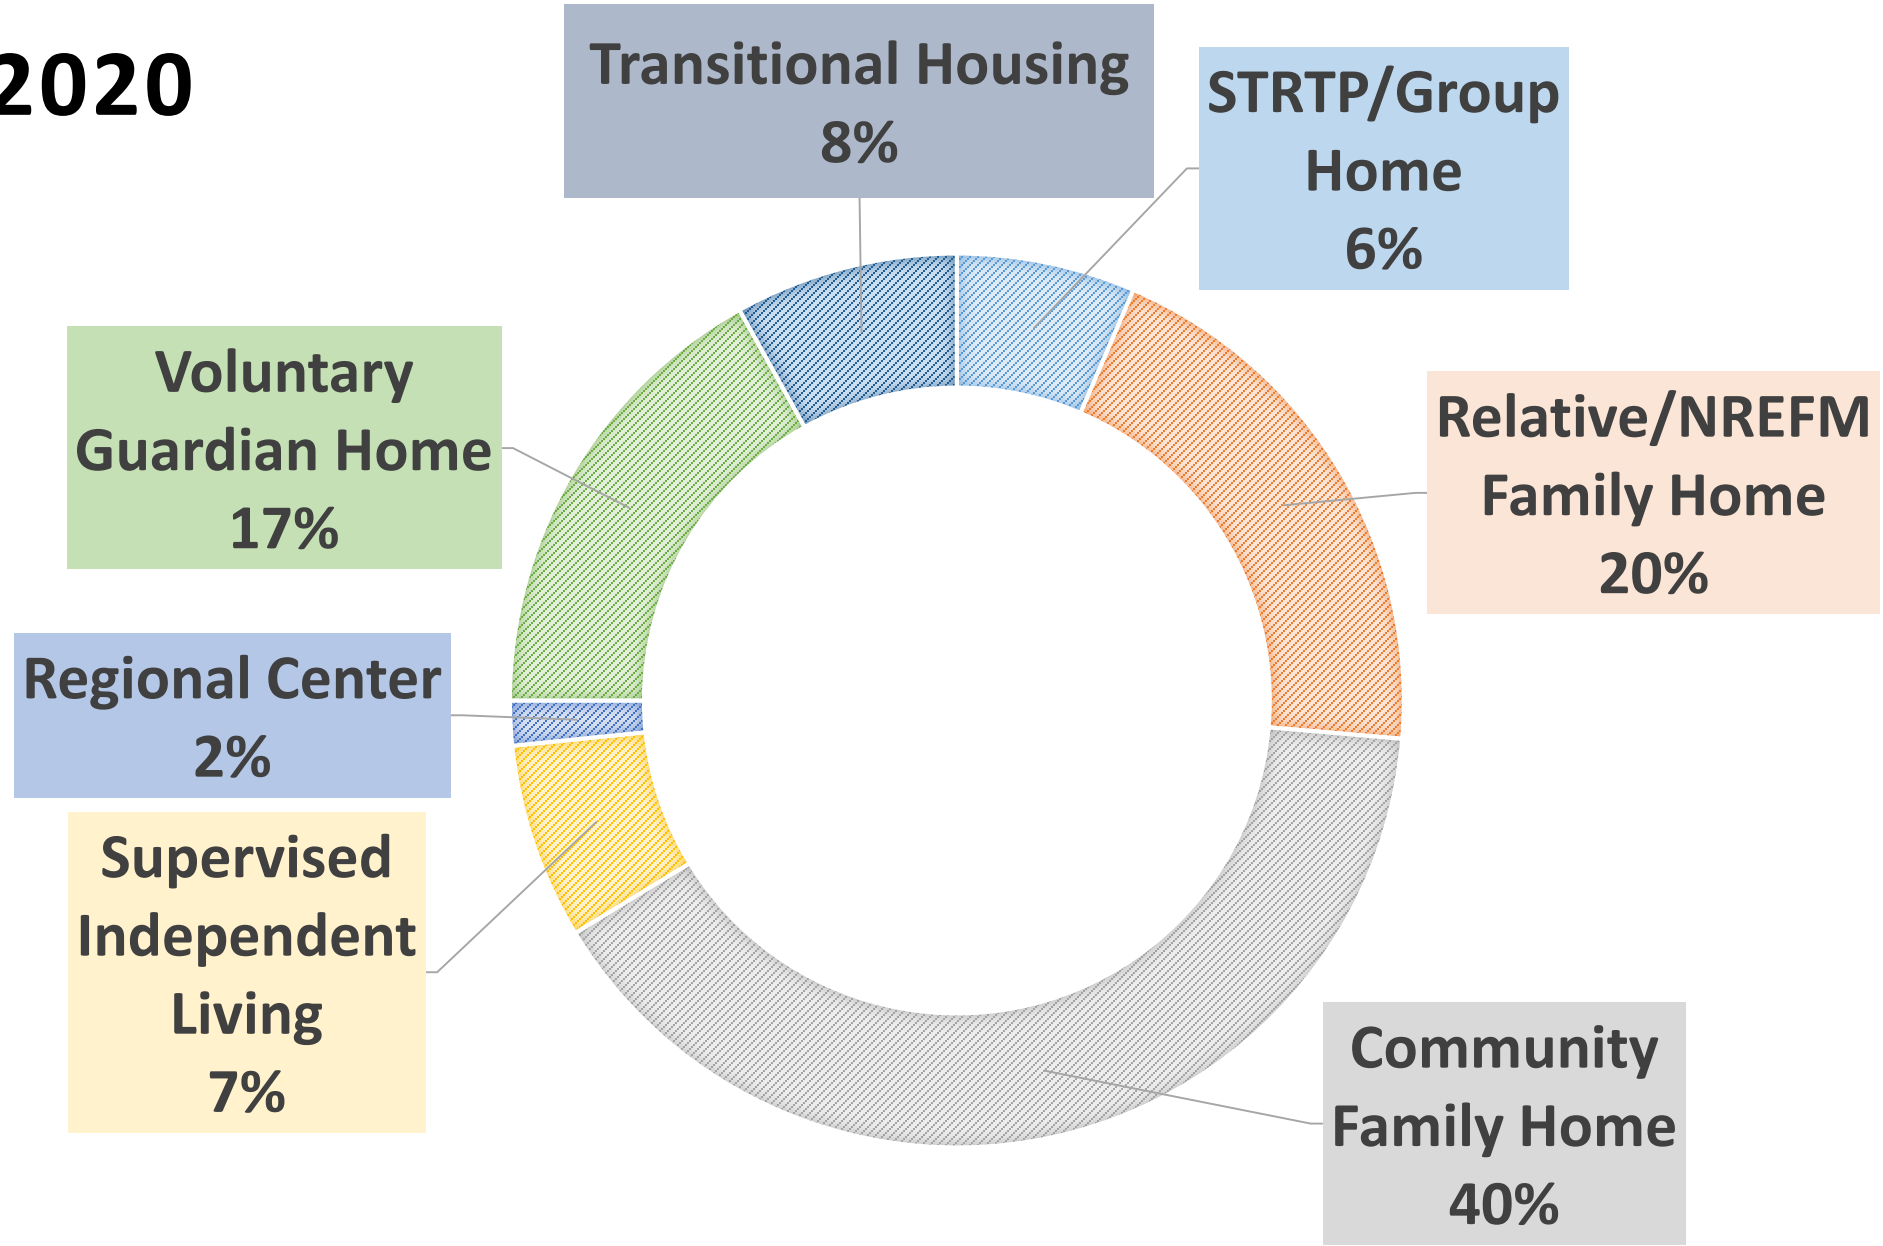 2020
Transitional Housing
8%
STRTP/Group
Home
6%
Relative/NREFM
Family Home
20%
Community
Family Home
40%
Supervised
Independent
Living
7%
Regional Center
2%
Voluntary
Guardian Home
17%